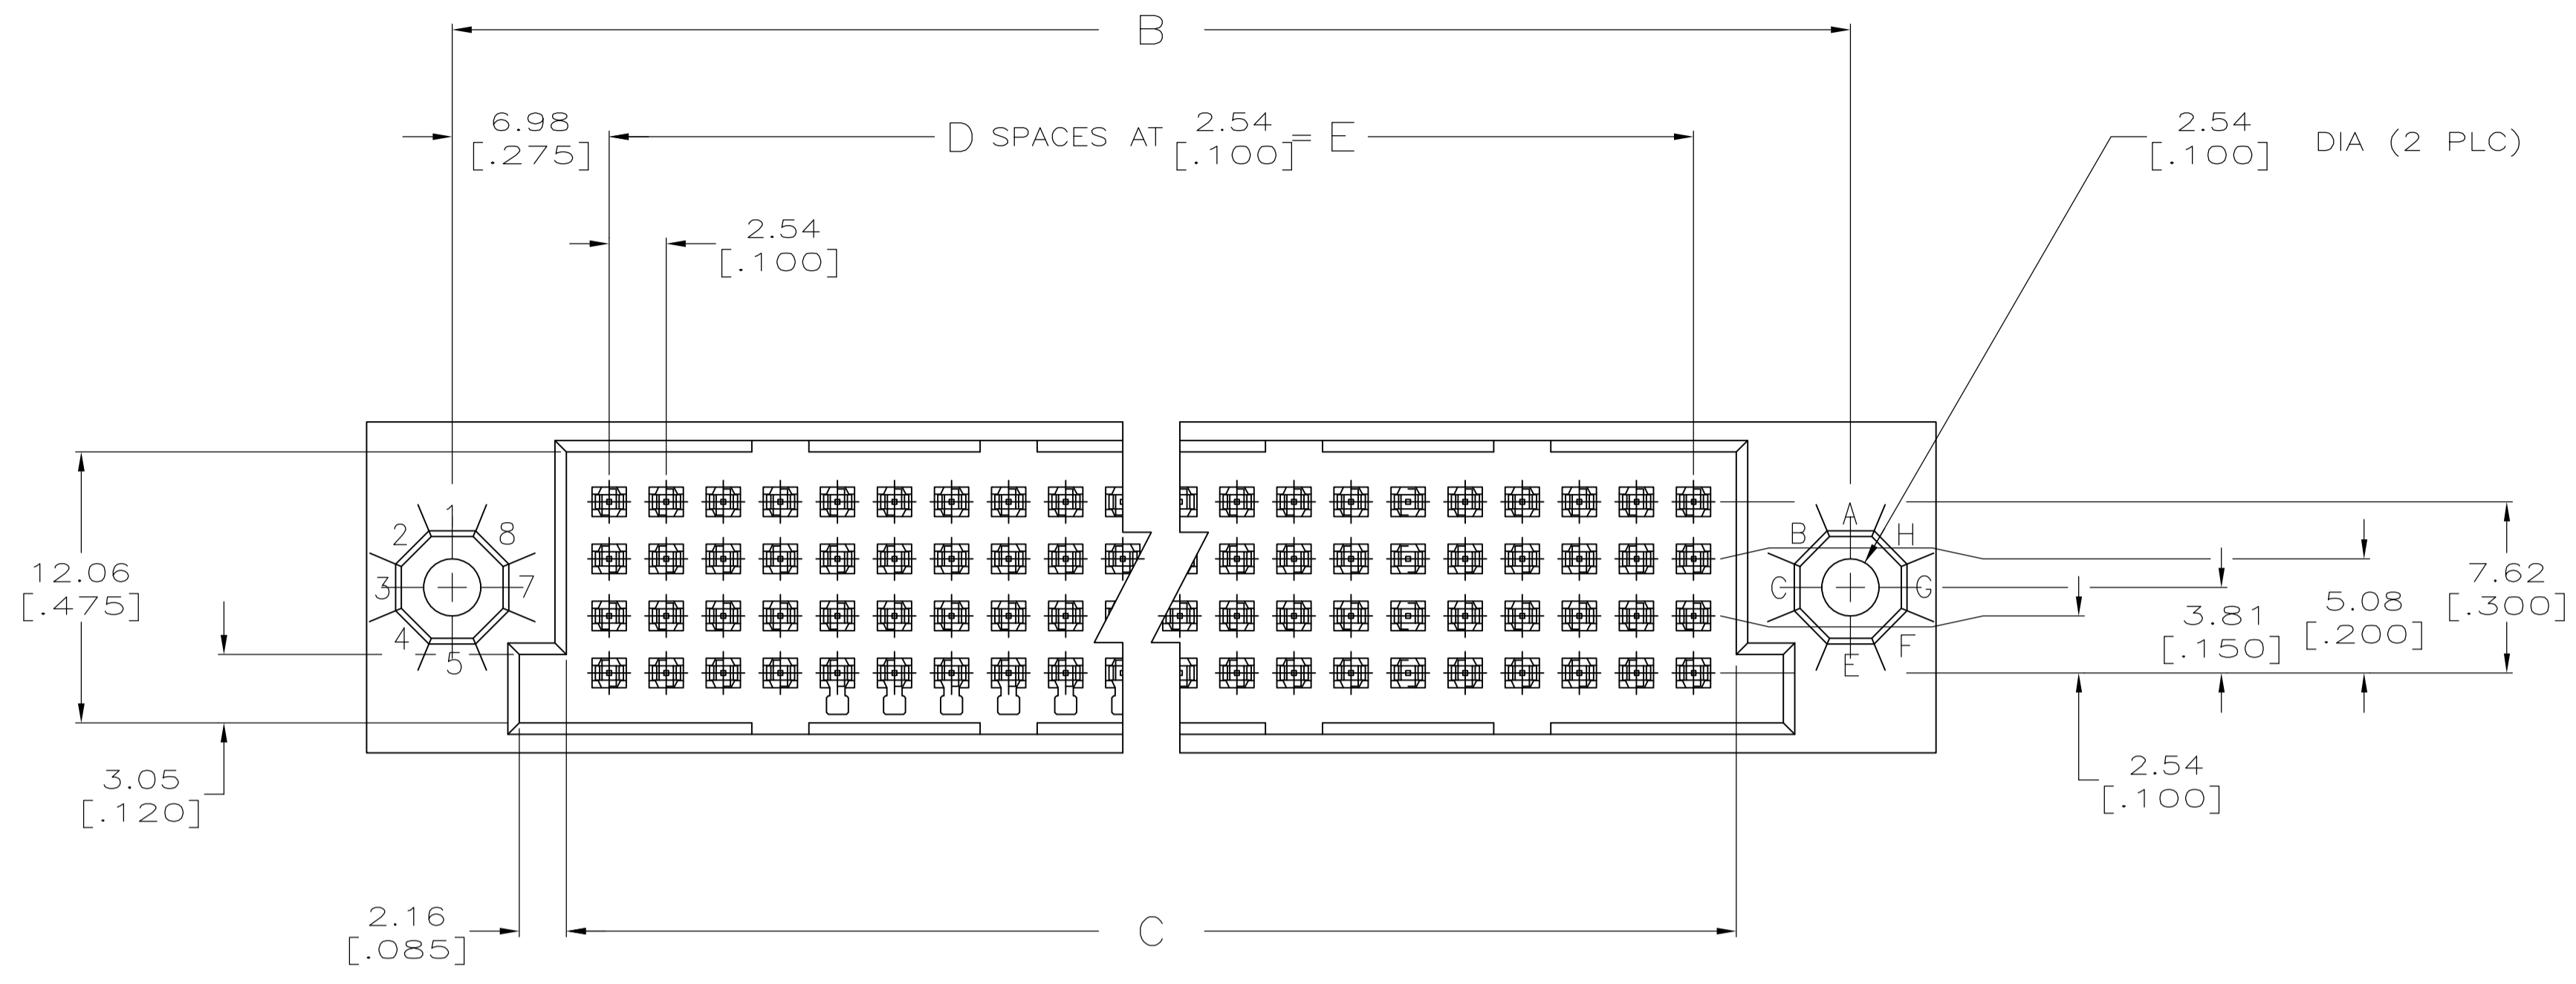 B
6.98
[.275]
D SPACES AT 2.54 = E
[.100]
2.54
[.100] DIA (2 PLC)
2.54
[.100]
1
2
8
3
7
4
5
A
B
H
C
G
F
E
12.06
[.475]
7.62
[.300]
5.08
[.200]
3.81
[.150]
3.05
[.120]
2.54
[.100]
2.16
[.085]
C